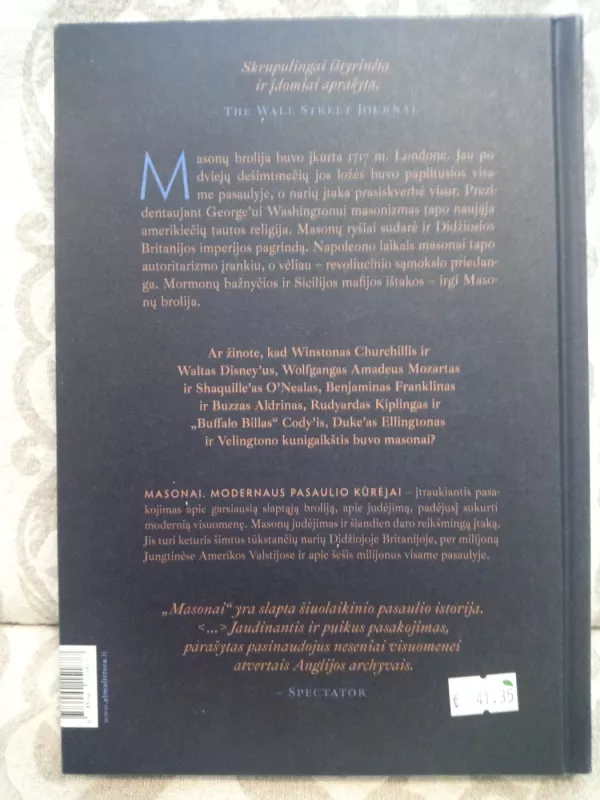 Skrupulingai ištyrinėta
ir įdomiai aprašyta.
– THE WALL STREET JOURNAL
Masonų brolija buvo įkurta 1717 m. Londone. Jau po
dviejų dešimtmečių jos ložės buvo paplitusios visa
me pasaulyje, o narių įtaka prasiskverbė visur. Prezi
dentaujant George'ui Washingtonui masonizmas tapo naująja
amerikiečių tautos religija. Masonų ryšiai sudarė ir Didžiosios
Britanijos imperijos pagrindą. Napoleono laikais masonai tapo
autoritarizmo įrankiu, o vėliau – revoliucinio sąmokslo priedan-
ga. Mormonų bažnyčios ir Sicilijos mafijos ištakos – irgi Maso
nų brolija.
Ar žinote, kad Winstonas Churchillis ir
Waltas Disney'us, Wolfgangas Amadeus Mozartas
ir Shaquille'as O'Nealas, Benjaminas Franklinas
ir Buzzas Aldrinas, Rudyardas Kiplingas ir
„Buffalo Billas“ Cody'is, Duke'as Ellingtonas
ir Velingtono kunigaikštis buvo masonai?
MASONAI. MODERNAUS PASAULIO KŪRĖJAI – įtraukiantis pasa-
kojimas apie garsiausią slaptąją broliją, apie judėjimą, padėjusį sukurti
modernią visuomenę. Masonų judėjimas ir šiandien daro reikšmingą įtaką.
Jis turi keturis šimtus tūkstančių narių Didžiojoje Britanijoje, per milijoną
Jungtinėse Amerikos Valstijose ir apie šešis milijonus visame pasaulyje.
„Masonai“ yra slapta šiuolaikinio pasaulio istorija.
<...> Jaudinantis ir puikus pasakojimas,
parašytas pasinaudojus neseniai visuomenei
atvertais Anglijos archyvais.
– SPECTATOR
www.almalittera.lt
€ 41.35